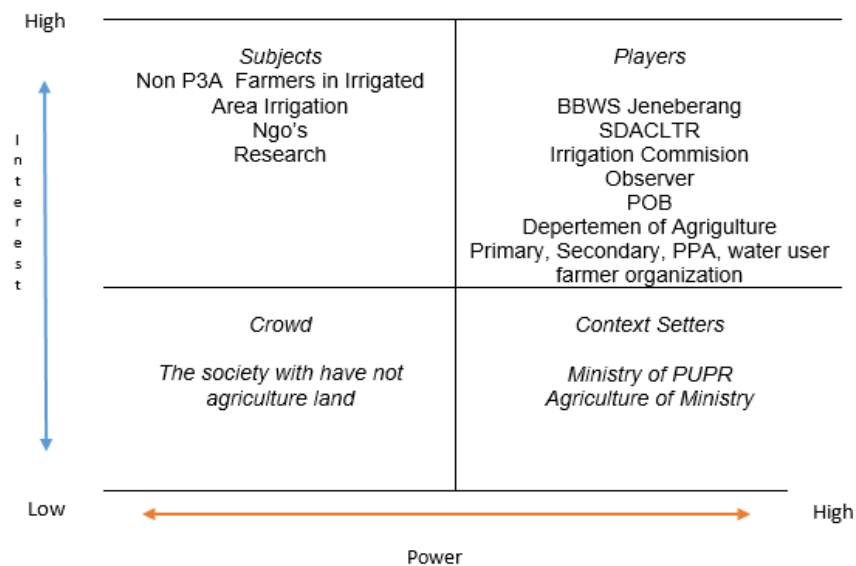 High
Interest
Subjects
Non P3A Farmers in Irrigated
Area Irrigation
Ngo's
Research
Players
BBWS Jeneberang
SDACLTR
Irrigation Commision
Observer
POB
Depertemen of Agrigulture
Primary, Secondary, PPA, water user
farmer organization
Crowd
The society with have not
agriculture land
Context Setters
Ministry of PUPR
Agriculture of Ministry
Low
High
Power